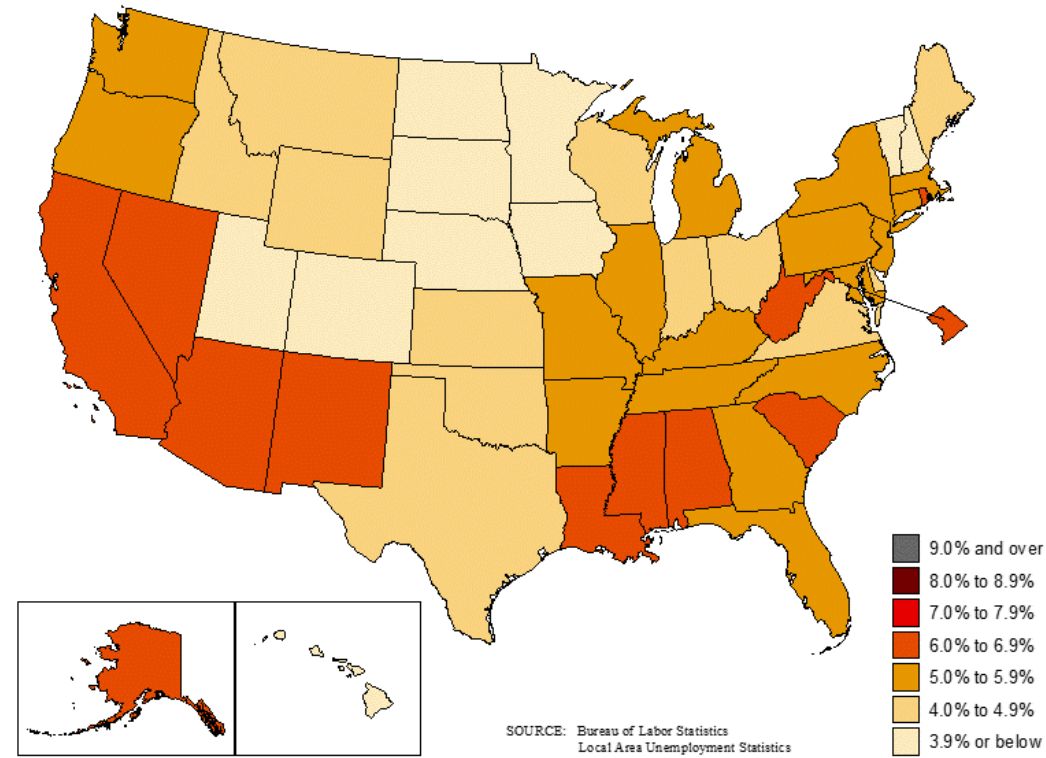 9.0% and over
8.0% to 8.9%
7.0% to 7.9%
6.0% to 6.9%
5.0% to 5.9%
4.0% to 4.9%
3.9% or below
SOURCE: Bureau of Labor Statistics
Local Area Unemployment Statistics